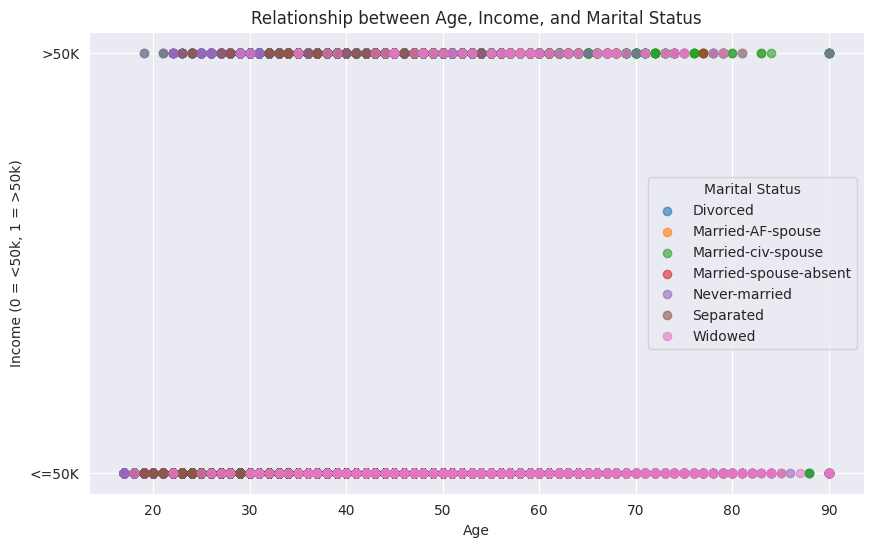 Relationship between Age, Income, and Marital Status
>50K
Income (0 = <50k, 1 = >50k)
Marital Status
Divorced
Married-AF-spouse
Married-civ-spouse
Married-spouse-absent
Never-married
Separated
Widowed
<=50K
20 30 40 50 60 70 80 90
Age